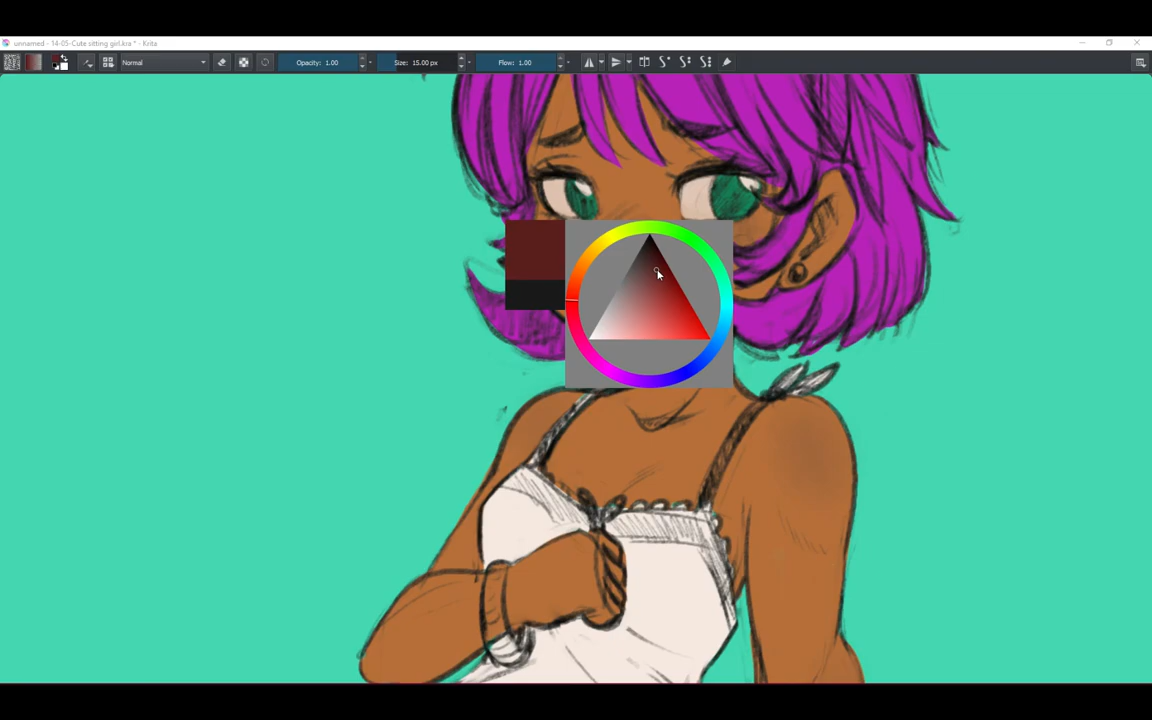 unnamed - 14-05-Cute sitting girl.kra * - Krita
Normal Opacity: 1.00 Size: 15.00 px Flow: 1.00